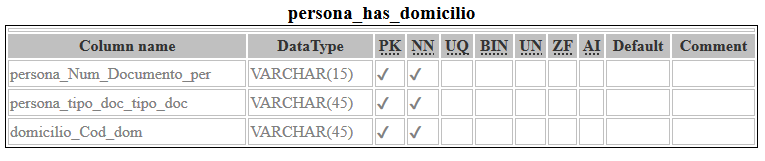 persona_has_domicilio
Column name DataType PK NN UQ BIN UN ZF AI Default Comment
persona_Num_Documento_per VARCHAR(15) ✓ ✓
persona_tipo_doc_tipo_doc VARCHAR(45) ✓ ✓
domicilio_Cod_dom VARCHAR(45) ✓ ✓